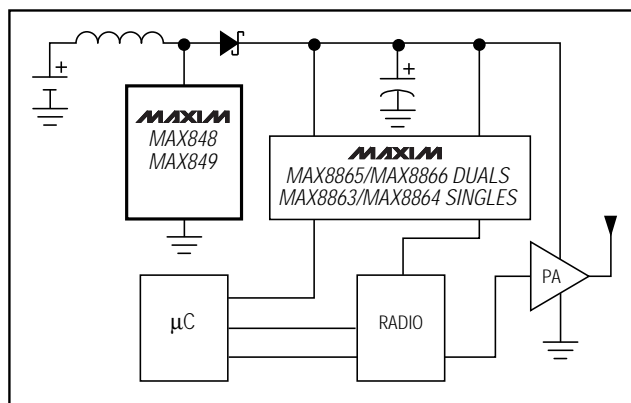 +
+
MAXIM
MAX848
MAX849
MAXIM
MAX8865/MAX8866 DUALS
MAX8863/MAX8864 SINGLES
PA
µC
RADIO